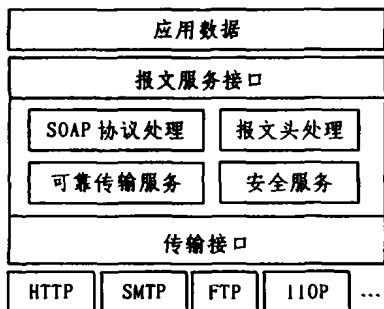 应用数据
报文服务接口
SOAP 协议处理 报文头处理
可靠传输服务 安全服务
传输接口
HTTP SMTP FTP IIOP …